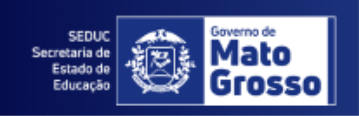 SEDUC
Secretaria de
Estado de
Educação
Governo de
Mato
Grosso